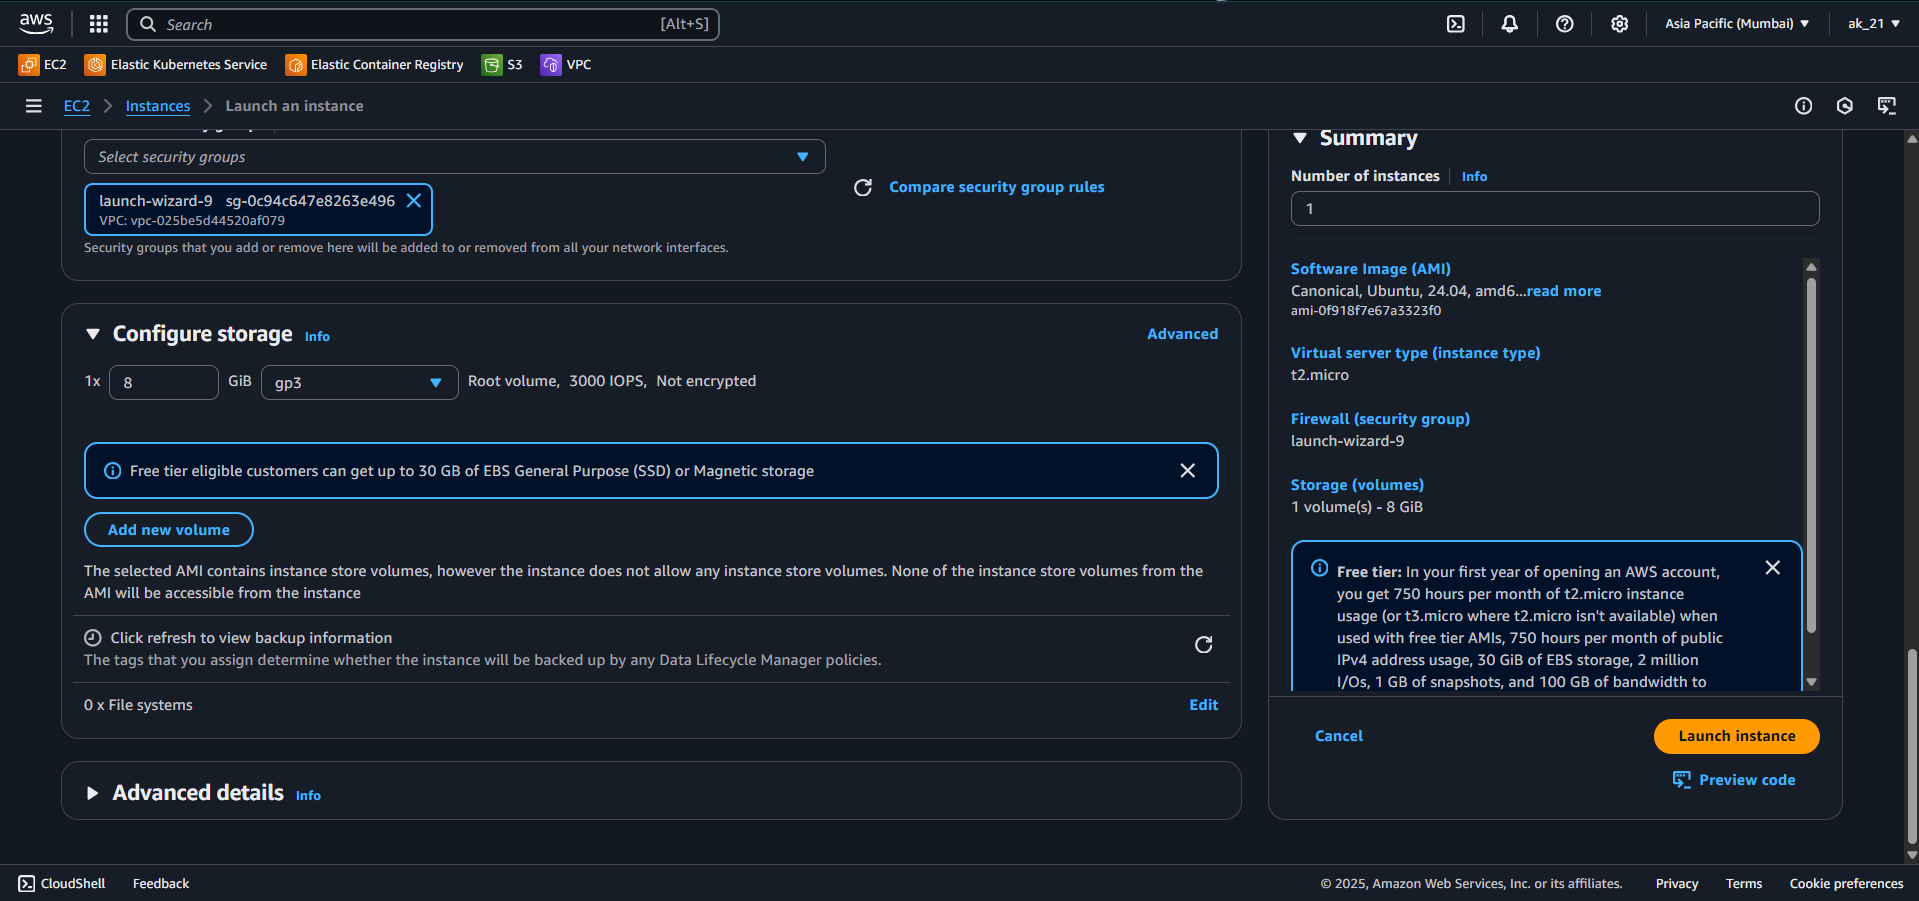 aws
Search [Alt+S]
Asia Pacific (Mumbai)
ak_21
EC2
Elastic Kubernetes Service
Elastic Container Registry
S3
VPC
EC2
Instances
Launch an instance
Select security groups
launch-wizard-9 sg-0c94c647e8263e496
VPC: vpc-025be5d44520af079
Compare security group rules
Security groups that you add or remove here will be added to or removed from all your network interfaces.
Configure storage Info
Advanced
1x 8 GiB gp3 Root volume, 3000 IOPS, Not encrypted
Free tier eligible customers can get up to 30 GB of EBS General Purpose (SSD) or Magnetic storage
Add new volume
The selected AMI contains instance store volumes, however the instance does not allow any instance store volumes. None of the instance store volumes from the
AMI will be accessible from the instance
Click refresh to view backup information
The tags that you assign determine whether the instance will be backed up by any Data Lifecycle Manager policies.
0 x File systems
Edit
Advanced details Info
Summary
Number of instances Info
1
Software Image (AMI)
Canonical, Ubuntu, 24.04, amd6...read more
ami-0f918f7e67a3323f0
Virtual server type (instance type)
t2.micro
Firewall (security group)
launch-wizard-9
Storage (volumes)
1 volume(s) - 8 GiB
Free tier: In your first year of opening an AWS account,
you get 750 hours per month of t2.micro instance
usage (or t3.micro where t2.micro isn't available) when
used with free tier AMIs, 750 hours per month of public
IPv4 address usage, 30 GiB of EBS storage, 2 million
I/Os, 1 GB of snapshots, and 100 GB of bandwidth to
Cancel
Launch instance
Preview code
CloudShell
Feedback
© 2025, Amazon Web Services, Inc. or its affiliates.
Privacy
Terms
Cookie preferences